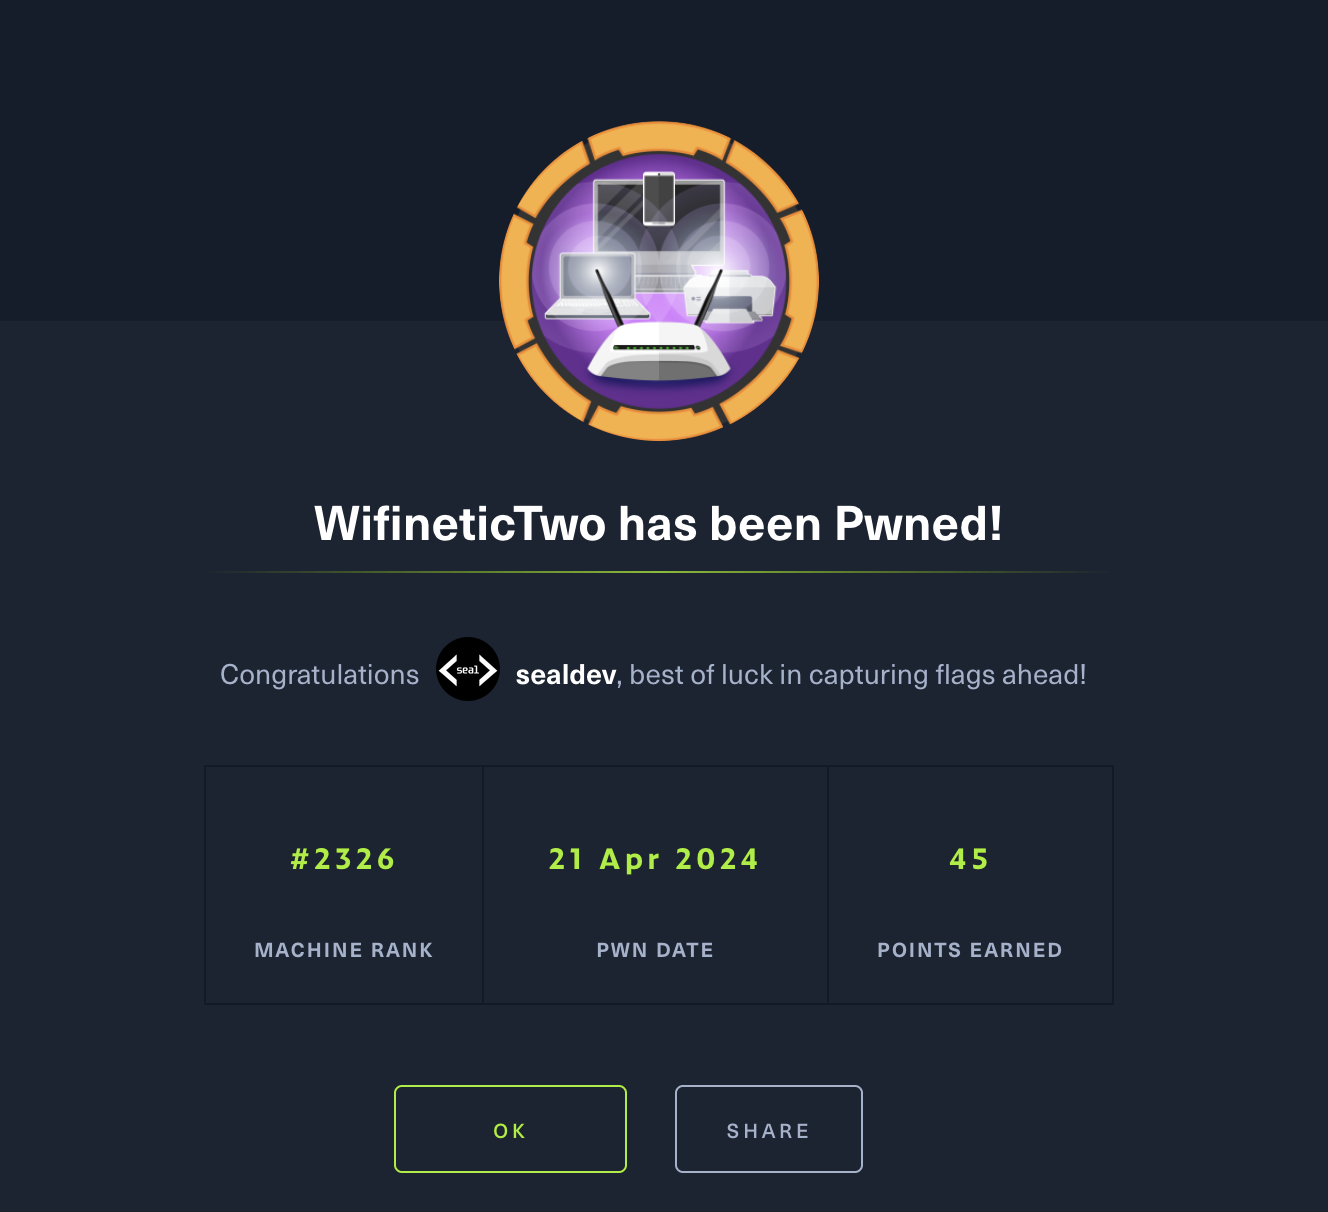 WifineticTwo has been Pwned!
Congratulations <seal> sealdev, best of luck in capturing flags ahead!
#2326 21 Apr 2024 45
MACHINE RANK PWN DATE POINTS EARNED
OK SHARE